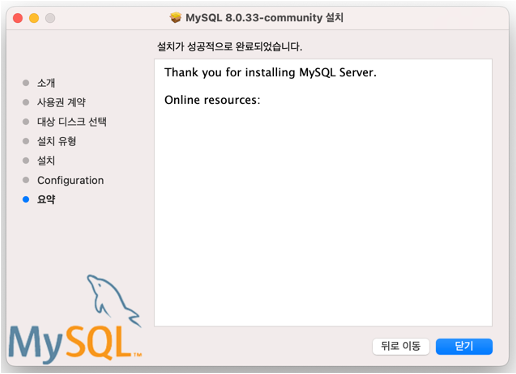 MySQL 8.0.33-community 설치
설치가 성공적으로 완료되었습니다.
소개
사용권 계약
대상 디스크 선택
설치 유형
설치
Configuration
요약
Thank you for installing MySQL Server.
Online resources:
MySQL™
뒤로 이동
닫기